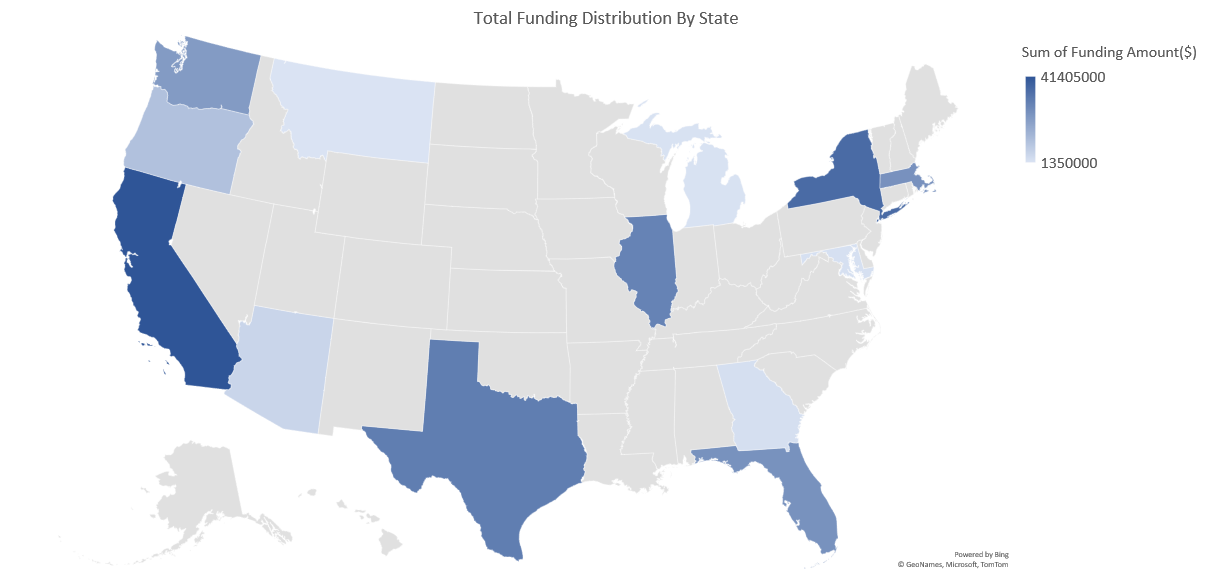 Total Funding Distribution By State
Sum of Funding Amount($)
41405000
1350000
Powered by Bing
© GeoNames, Microsoft, TomTom